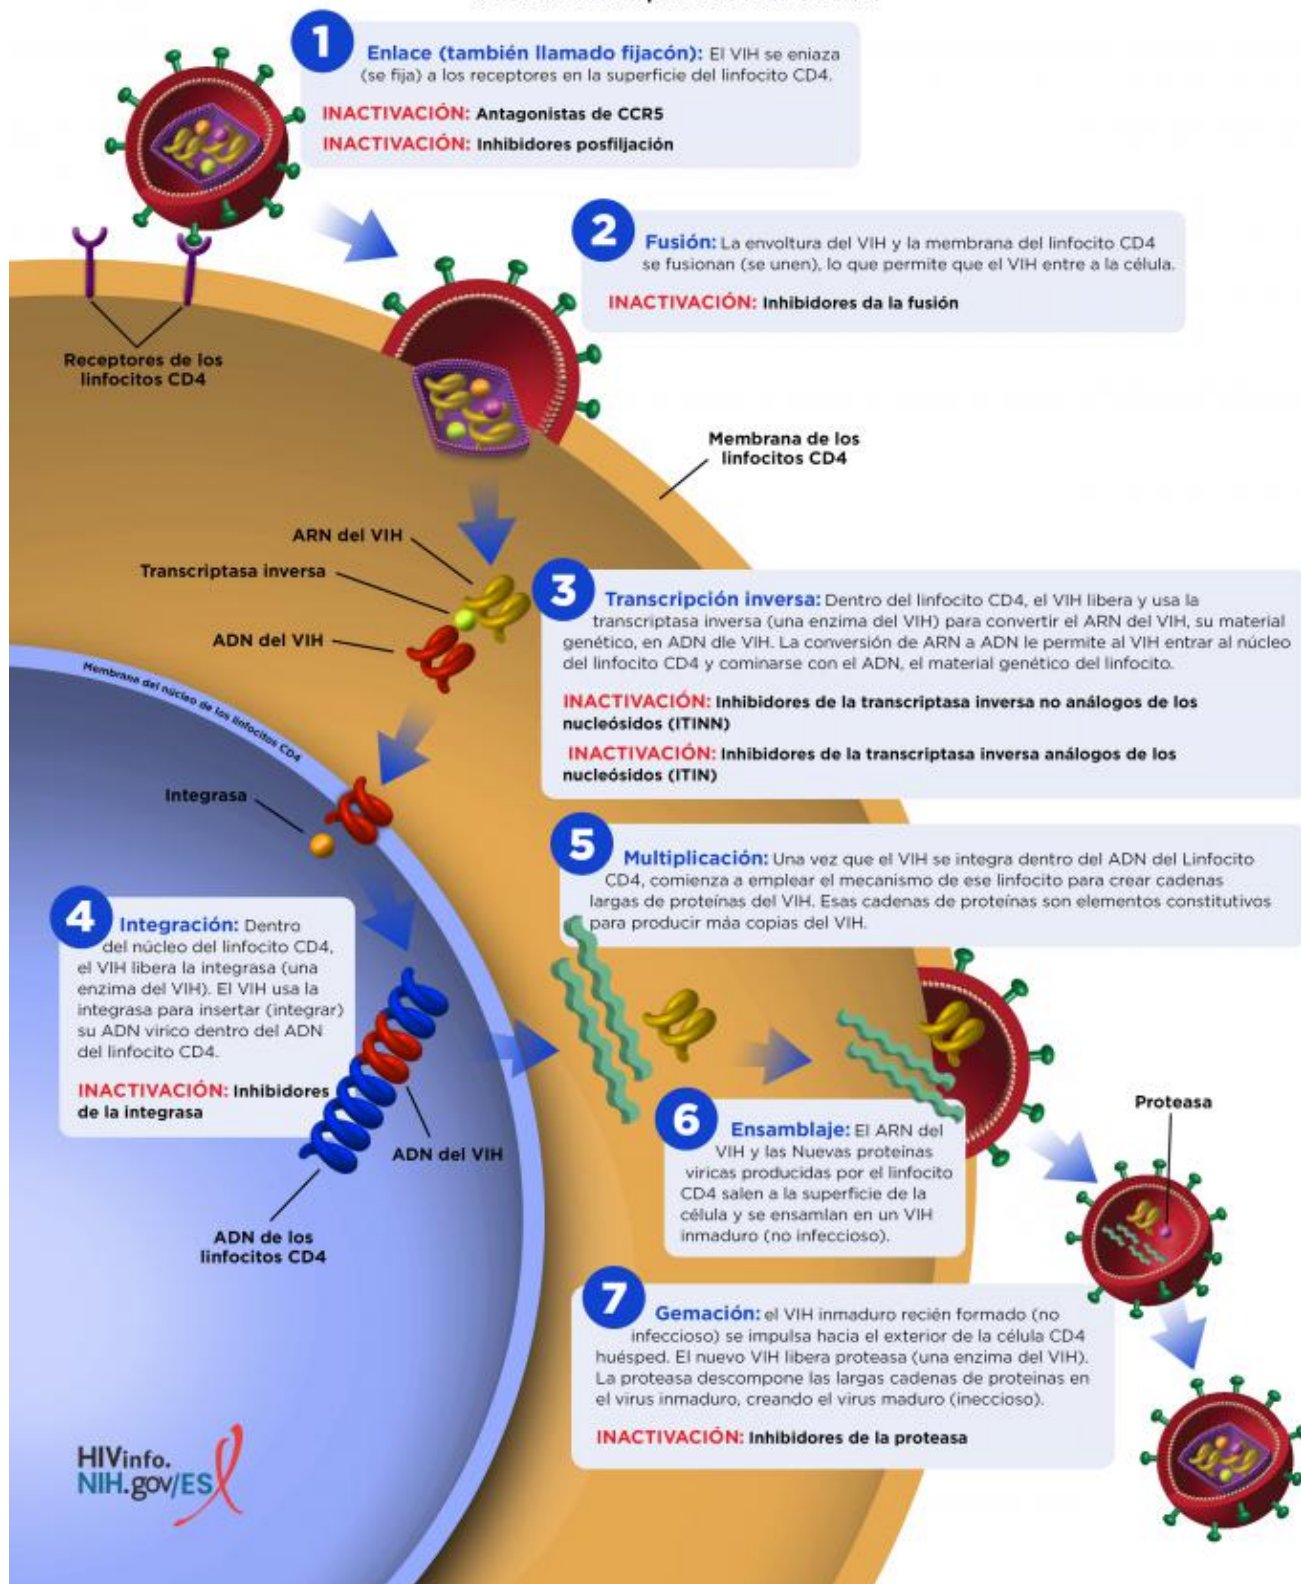 1
Enlace (también llamado fijacón): El VIH se eniaza
(se fija) a los receptores en la superficie del linfocito CD4.
INACTIVACIÓN: Antagonistas de CCR5
INACTIVACIÓN: Inhibidores posfiljación
2
Fusión: La envoltura del VIH y la membrana del linfocito CD4
se fusionan (se unen), lo que permite que el VIH entre a la célula.
INACTIVACIÓN: Inhibidores da la fusión
Receptores de los
linfocitos CD4
Membrana de los
linfocitos CD4
ARN del VIH
Transcriptasa inversa
ADN del VIH
3
Transcripción inversa: Dentro del linfocito CD4, el VIH libera y usa la
transcriptasa inversa (una enzima del VIH) para convertir el ARN del VIH, su material
genético, en ADN dle VIH. La conversión de ARN a ADN le permite al VIH entrar al núcleo
del linfocito CD4 y cominarse con el ADN, el material genético del linfocito.
INACTIVACIÓN: Inhibidores de la transcriptasa inversa no análogos de los
nucleósidos (ITINN)
INACTIVACIÓN: Inhibidores de la transcriptasa inversa análogos de los
nucleósidos (ITIN)
Membrana del núcleo de los linfocitos CD4
Integrasa
4
Integración: Dentro
del núcleo del linfocito CD4,
el VIH libera la integrasa (una
enzima del VIH). El VIH usa la
integrasa para insertar (integrar)
su ADN virico dentro del ADN
del linfocito CD4.
INACTIVACIÓN: Inhibidores
de la integrasa
ADN del VIH
ADN de los
linfocitos CD4
5
Multiplicación: Una vez que el VIH se integra dentro del ADN del Linfocito
CD4, comienza a emplear el mecanismo de ese linfocito para crear cadenas
largas de proteínas del VIH. Esas cadenas de proteínas son elementos constitutivos
para producir máa copias del VIH.
6
Ensamblaje: El ARN del
VIH y las Nuevas proteinas
viricas producidas por el linfocito
CD4 salen a la superficie de la
célula y se ensamlan en un VIH
inmaduro (no infeccioso).
Proteasa
7
Gemación: el VIH inmaduro recién formado (no
infeccioso) se impulsa hacia el exterior de la célula CD4
huésped. El nuevo VIH libera proteasa (una enzima del VIH).
La proteasa descompone las largas cadenas de proteinas en
el virus inmaduro, creando el virus maduro (ineccioso).
INACTIVACIÓN: Inhibidores de la proteasa
HIVinfo.
NIH.gov/ES